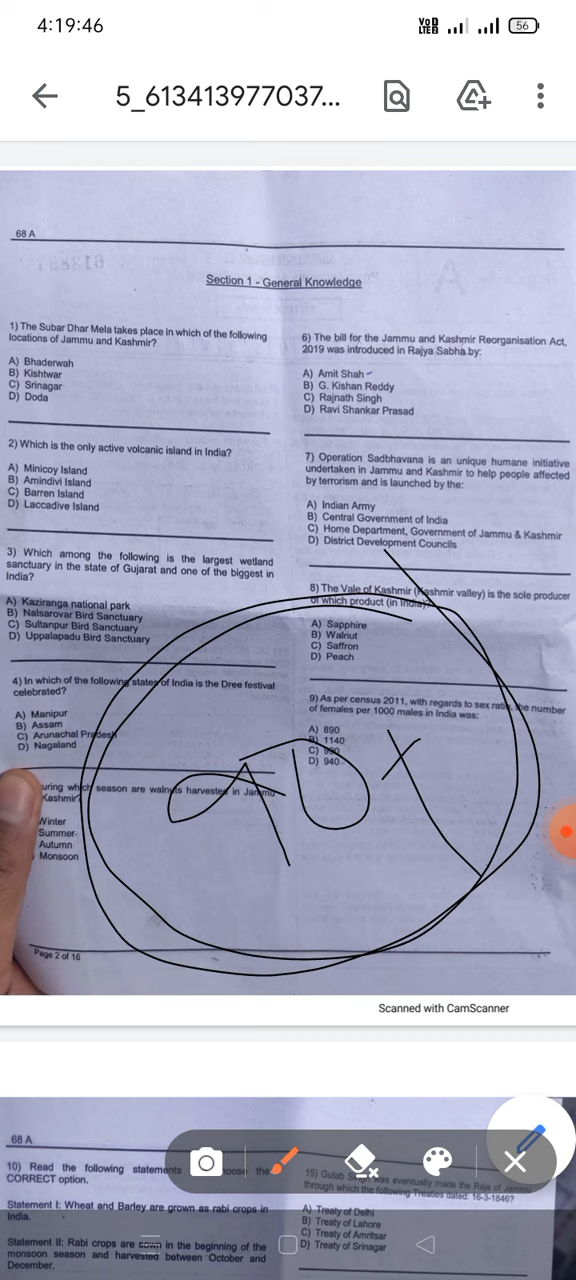 4:19:46
VoD LTE2 56
5_613413977037...
68 A
Section 1 - General Knowledge
1) The Subar Dhar Mela takes place in which of the following
locations of Jammu and Kashmir?
A) Bhaderwah
B) Kishtwar
C) Srinagar
D) Doda
2) Which is the only active volcanic island in India?
A) Minicoy Island
B) Amindivi Island
C) Barren Island
D) Laccadive Island
3) Which among the following is the largest wetland
sanctuary in the state of Gujarat and one of the biggest in
India?
A) Kaziranga national park
B) Nalsarovar Bird Sanctuary
C) Sultanpur Bird Sanctuary
D) Uppalapadu Bird Sanctuary
4) In which of the following states of India is the Dree festival
celebrated?
A) Manipur
B) Assam
C) Arunachal Pradesh
D) Nagaland
uring which season are walnuts harvested in Jammu
Kashmir?
Winter
Summer
Autumn
Monsoon
Page 2 of 16
6) The bill for the Jammu and Kashmir Reorganisation Act,
2019 was introduced in Rajya Sabha by:
A) Amit Shah
B) G. Kishan Reddy
C) Rajnath Singh
D) Ravi Shankar Prasad
7) Operation Sadbhavana is an unique humane initiative
undertaken in Jammu and Kashmir to help people affected
by terrorism and is launched by the:
A) Indian Army
B) Central Government of India
C) Home Department, Government of Jammu & Kashmir
D) District Development Councils
8) The Vale of Kashmir (Kashmir valley) is the sole producer
of which product (in India)?
A) Sapphire
B) Walnut
C) Saffron
D) Peach
9) As per census 2011, with regards to sex ratio, the number
of females per 1000 males in India was:
A) 890
B) 1140
C) 990
D) 940
Scanned with CamScanner
68 A
10) Read the following statements the
CORRECT option.
Statement I: Wheat and Barley are grown as rabi crops in
India.
Statement II: Rabi crops are sown in the beginning of the
monsoon season and harvested between October and
December.
15) Gulab Singh was eventually made the Raja of Jammu
through which the following Treaties dated: 16-3-1846?
A) Treaty of Delhi
B) Treaty of Lahore
C) Treaty of Amritsar
D) Treaty of Srinagar